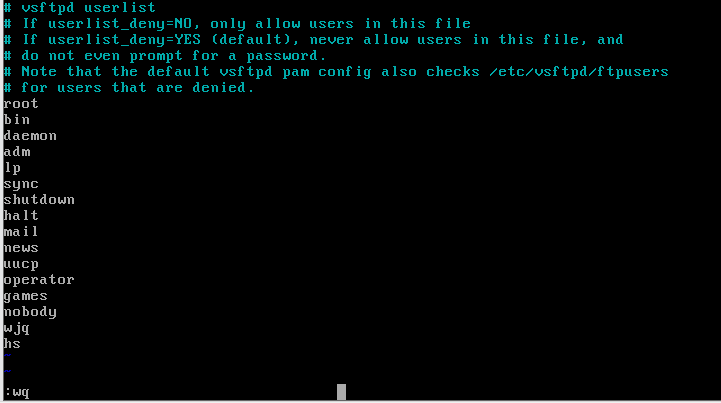 # vsftpd userlist
# If userlist_deny=NO, only allow users in this file
# If userlist_deny=YES (default), never allow users in this file, and
# do not even prompt for a password.
# Note that the default vsftpd pam config also checks /etc/vsftpd/ftpusers
# for users that are denied.
root
bin
daemon
adm
lp
sync
shutdown
halt
mail
news
uucp
operator
games
nobody
wjq
hs
~
~
:wq